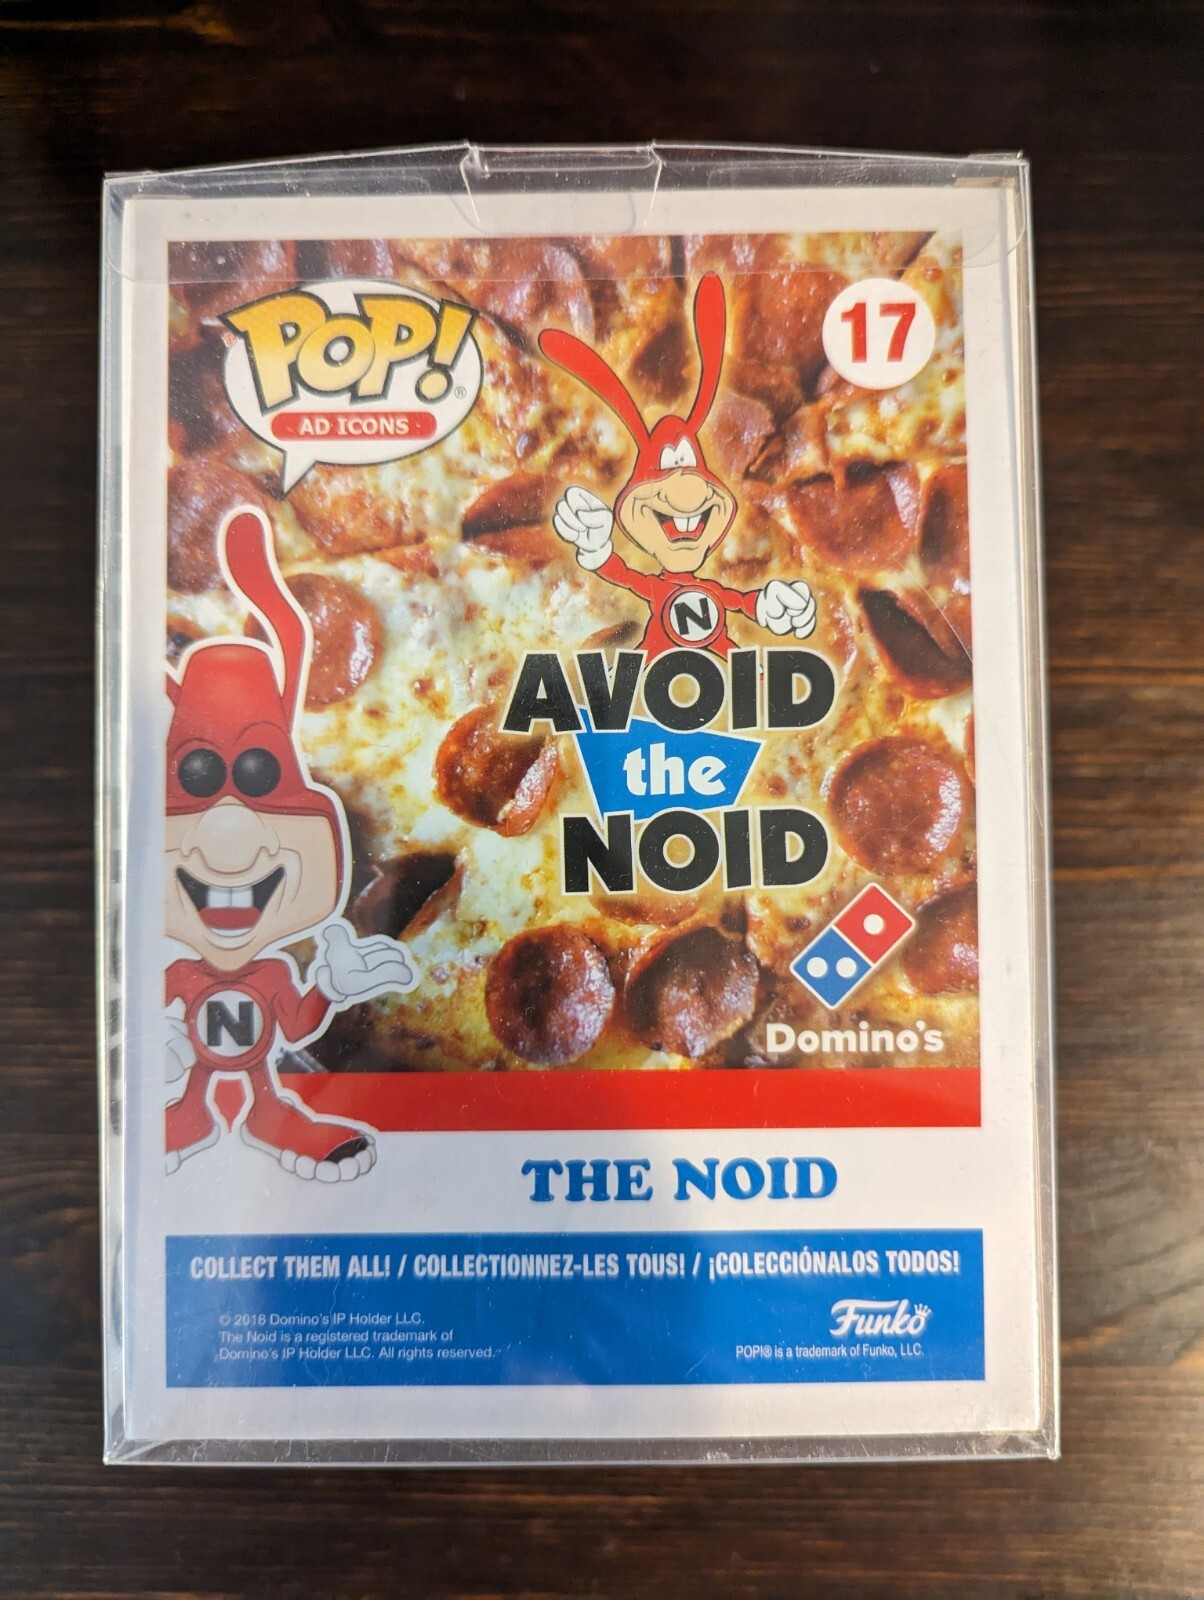 POP!®
AD ICONS
17
N
AVOID
the
NOID
N
Domino's
THE NOID
COLLECT THEM ALL! / COLLECTIONNEZ-LES TOUS! / ¡COLECCIÓNALOS TODOS!
© 2018 Domino's IP Holder LLC.
The Noid is a registered trademark of
Domino's IP Holder LLC. All rights reserved.
Funko
POP!® is a trademark of Funko, LLC.